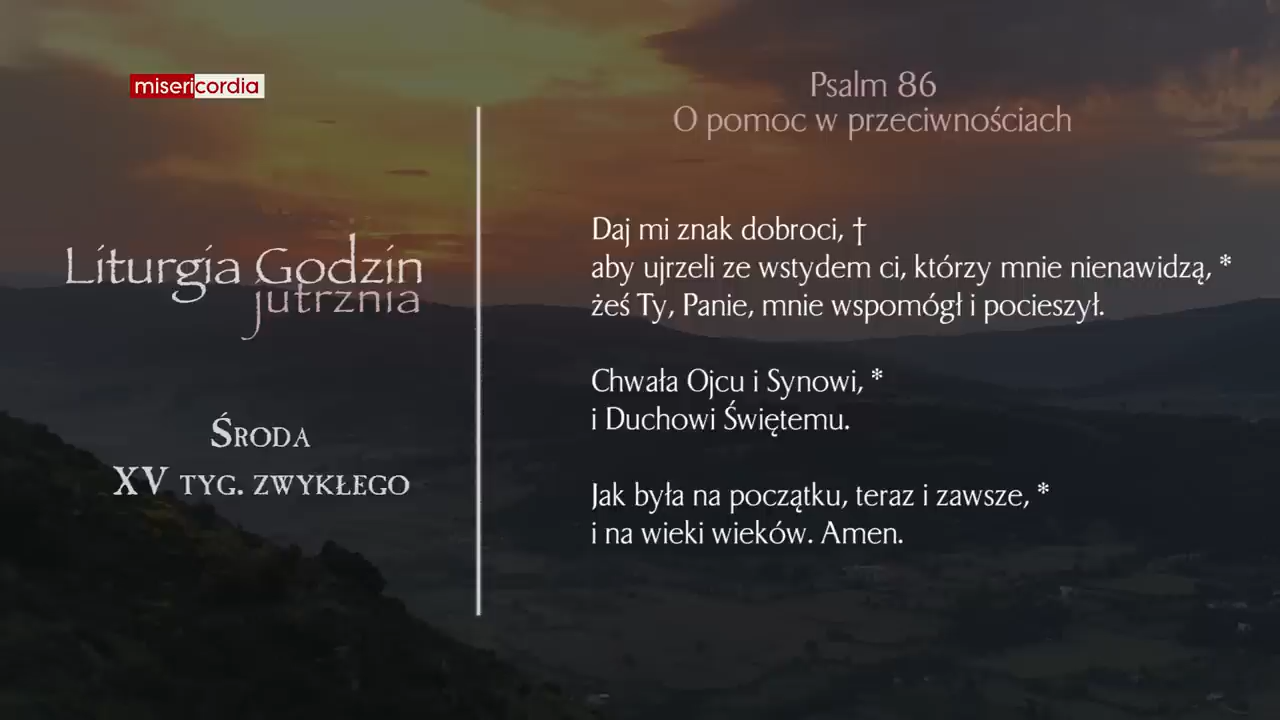 misericordia
Liturgia Godzin
jutrznia
Środa
XV tyg. zwykłego
Psalm 86
O pomoc w przeciwnościach
Daj mi znak dobroci, †
aby ujrzeli ze wstydem ci, którzy mnie nienawidzą, *
żeś Ty, Panie, mnie wspomógł i pocieszył.
Chwała Ojcu i Synowi, *
i Duchowi Świętemu.
Jak była na początku, teraz i zawsze, *
i na wieki wieków. Amen.